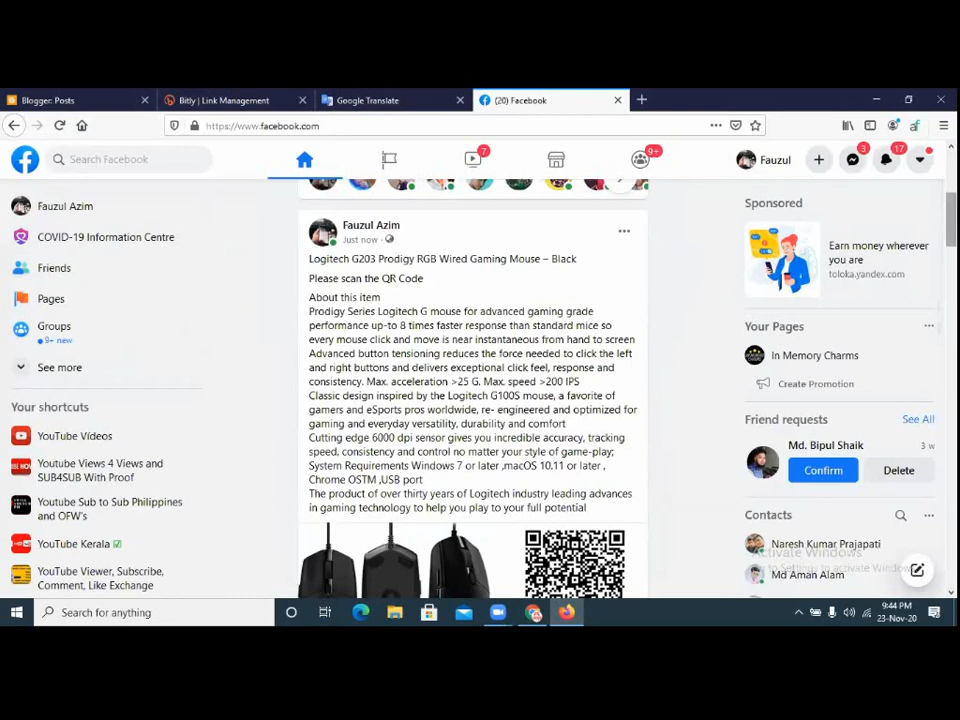 Blogger: Posts
Bitly | Link Management
Google Translate
(20) Facebook
https://www.facebook.com
Search Facebook
7
9+
Fauzul
3
17
Fauzul Azim
COVID-19 Information Centre
Friends
Pages
Groups
9+ new
See more
Your shortcuts
YouTube Vídeos
Youtube Views 4 Views and
SUB4SUB With Proof
Youtube Sub to Sub Philippines
and OFW's
YouTube Kerala
YouTube Viewer, Subscribe,
Comment, Like Exchange
Fauzul Azim
Just now
Logitech G203 Prodigy RGB Wired Gaming Mouse – Black
Please scan the QR Code
About this item
Prodigy Series Logitech G mouse for advanced gaming grade
performance up-to 8 times faster response than standard mice so
every mouse click and move is near instantaneous from hand to screen
Advanced button tensioning reduces the force needed to click the left
and right buttons and delivers exceptional click feel, response and
consistency. Max. acceleration >25 G. Max. speed >200 IPS
Classic design inspired by the Logitech G100S mouse, a favorite of
gamers and eSports pros worldwide, re- engineered and optimized for
gaming and everyday versatility, durability and comfort
Cutting edge 6000 dpi sensor gives you incredible accuracy, tracking
speed, consistency and control no matter your style of game-play;
System Requirements Windows 7 or later ,macOS 10.11 or later ,
Chrome OSTM ,USB port
The product of over thirty years of Logitech industry leading advances
in gaming technology to help you play to your full potential
Sponsored
Earn money wherever
you are
toloka.yandex.com
Your Pages
In Memory Charms
Create Promotion
Friend requests
See All
Md. Bipul Shaik
3 w
Confirm
Delete
Contacts
Naresh Kumar Prajapati
Activate Windows
Go to Settings to activate Windows
Md Aman Alam
Search for anything
9:44 PM
23-Nov-20